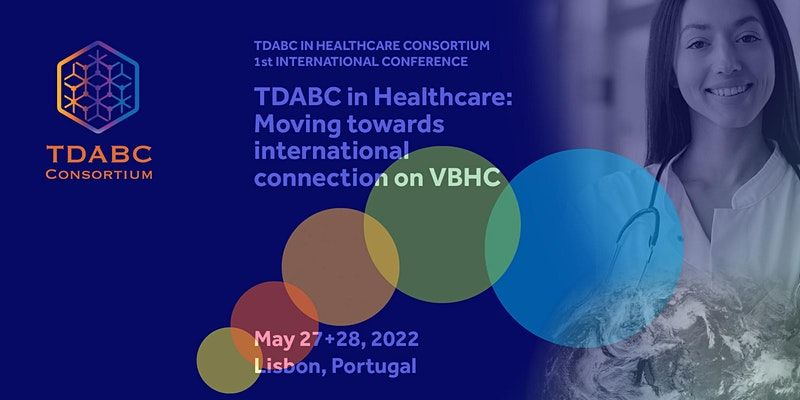 TDABC
CONSORTIUM
TDABC IN HEALTHCARE CONSORTIUM
1st INTERNATIONAL CONFERENCE
TDABC in Healthcare:
Moving towards
international
connection on VBHC
May 27+28, 2022
Lisbon, Portugal